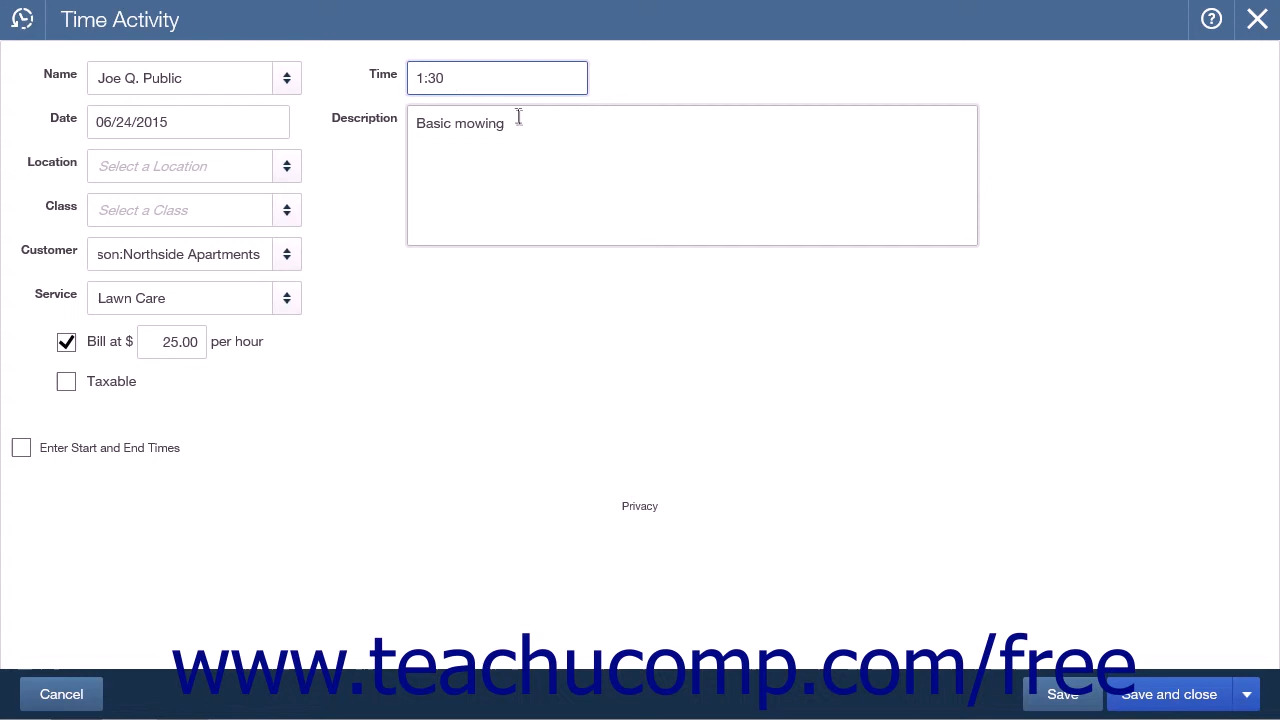 Time Activity
Name Joe Q. Public
Time 1:30
Date 06/24/2015
Description Basic mowing
Location Select a Location
Class Select a Class
Customer son:Northside Apartments
Service Lawn Care
Bill at $ 25.00 per hour
Taxable
Enter Start and End Times
Privacy
www.teachucomp.com/free
Cancel
Save
Save and close